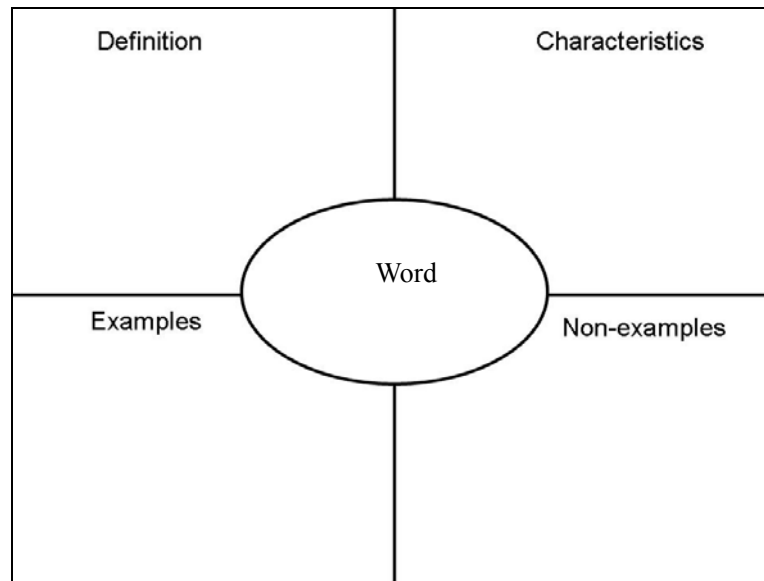 Definition
Characteristics
Word
Examples
Non-examples